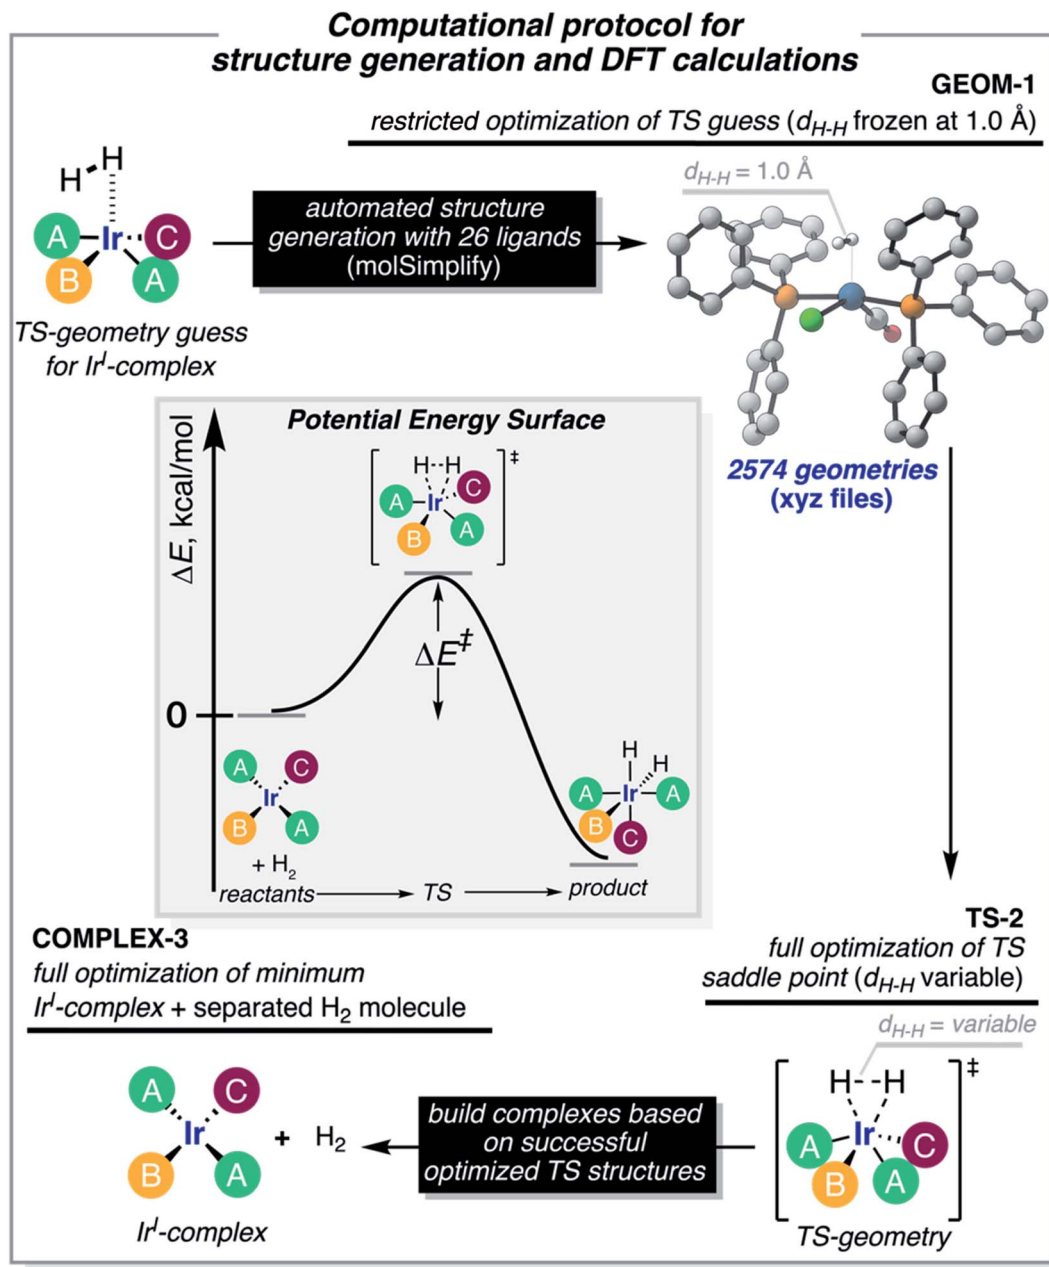 Computational protocol for
structure generation and DFT calculations
GEOM-1
restricted optimization of TS guess (dH-H frozen at 1.0 Å)
dH-H = 1.0 Å
H
H
A
Ir
C
B
A
automated structure
generation with 26 ligands
(molSimplify)
TS-geometry guess
for IrI-complex
2574 geometries
(xyz files)
Potential Energy Surface
ΔE, kcal/mol
H--H
‡
A
Ir
C
B
A
ΔE‡
0
A
C
Ir
B
A
+ H2
H
H
A
Ir
A
B
C
reactants
TS
product
TS-2
full optimization of TS
saddle point (dH-H variable)
dH-H = variable
COMPLEX-3
full optimization of minimum
IrI-complex + separated H2 molecule
A
C
Ir
B
A
+ H2
IrI-complex
build complexes based
on successful
optimized TS structures
H--H
‡
A
Ir
C
B
A
TS-geometry